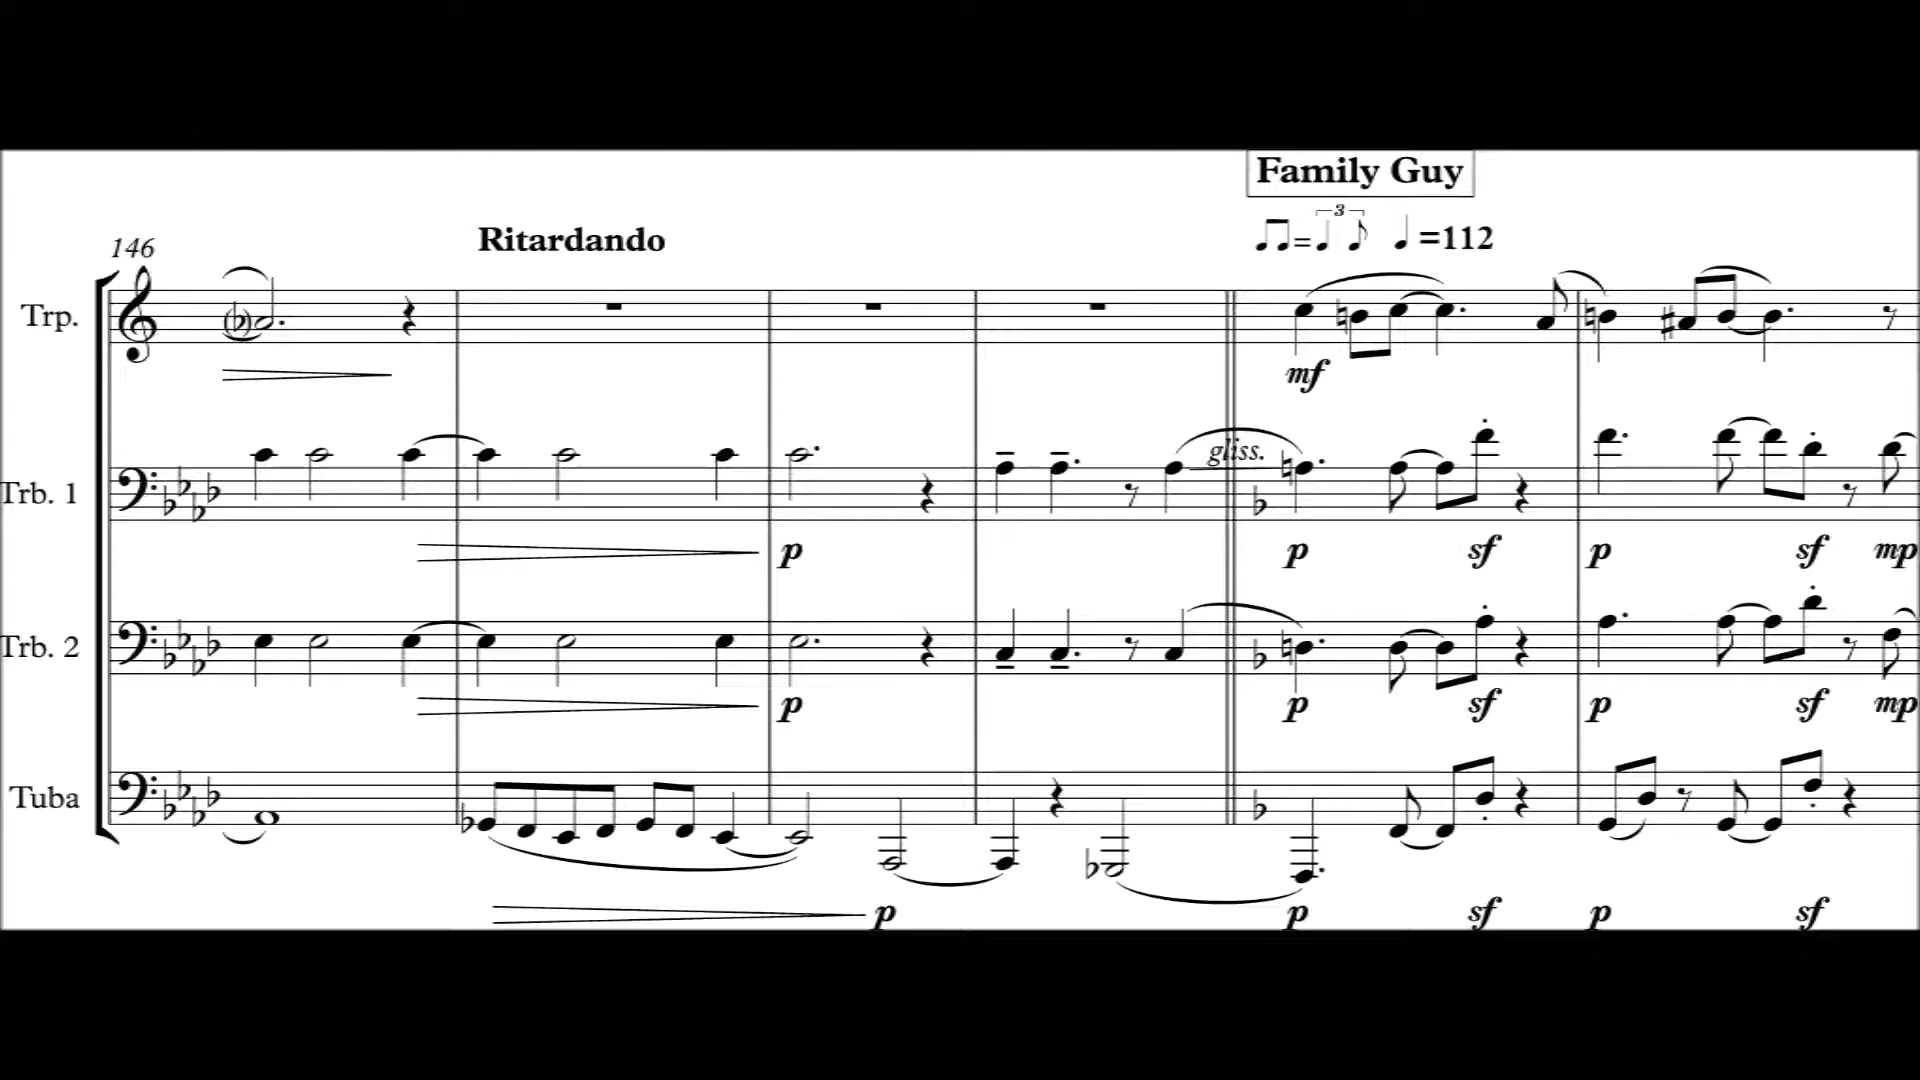 Family Guy
146
Ritardando
3
= =112
Trp.
mf
gliss.
Trb. 1
p p sf p sf mp
Trb. 2
p p sf p sf mp
Tuba
p p sf p sf